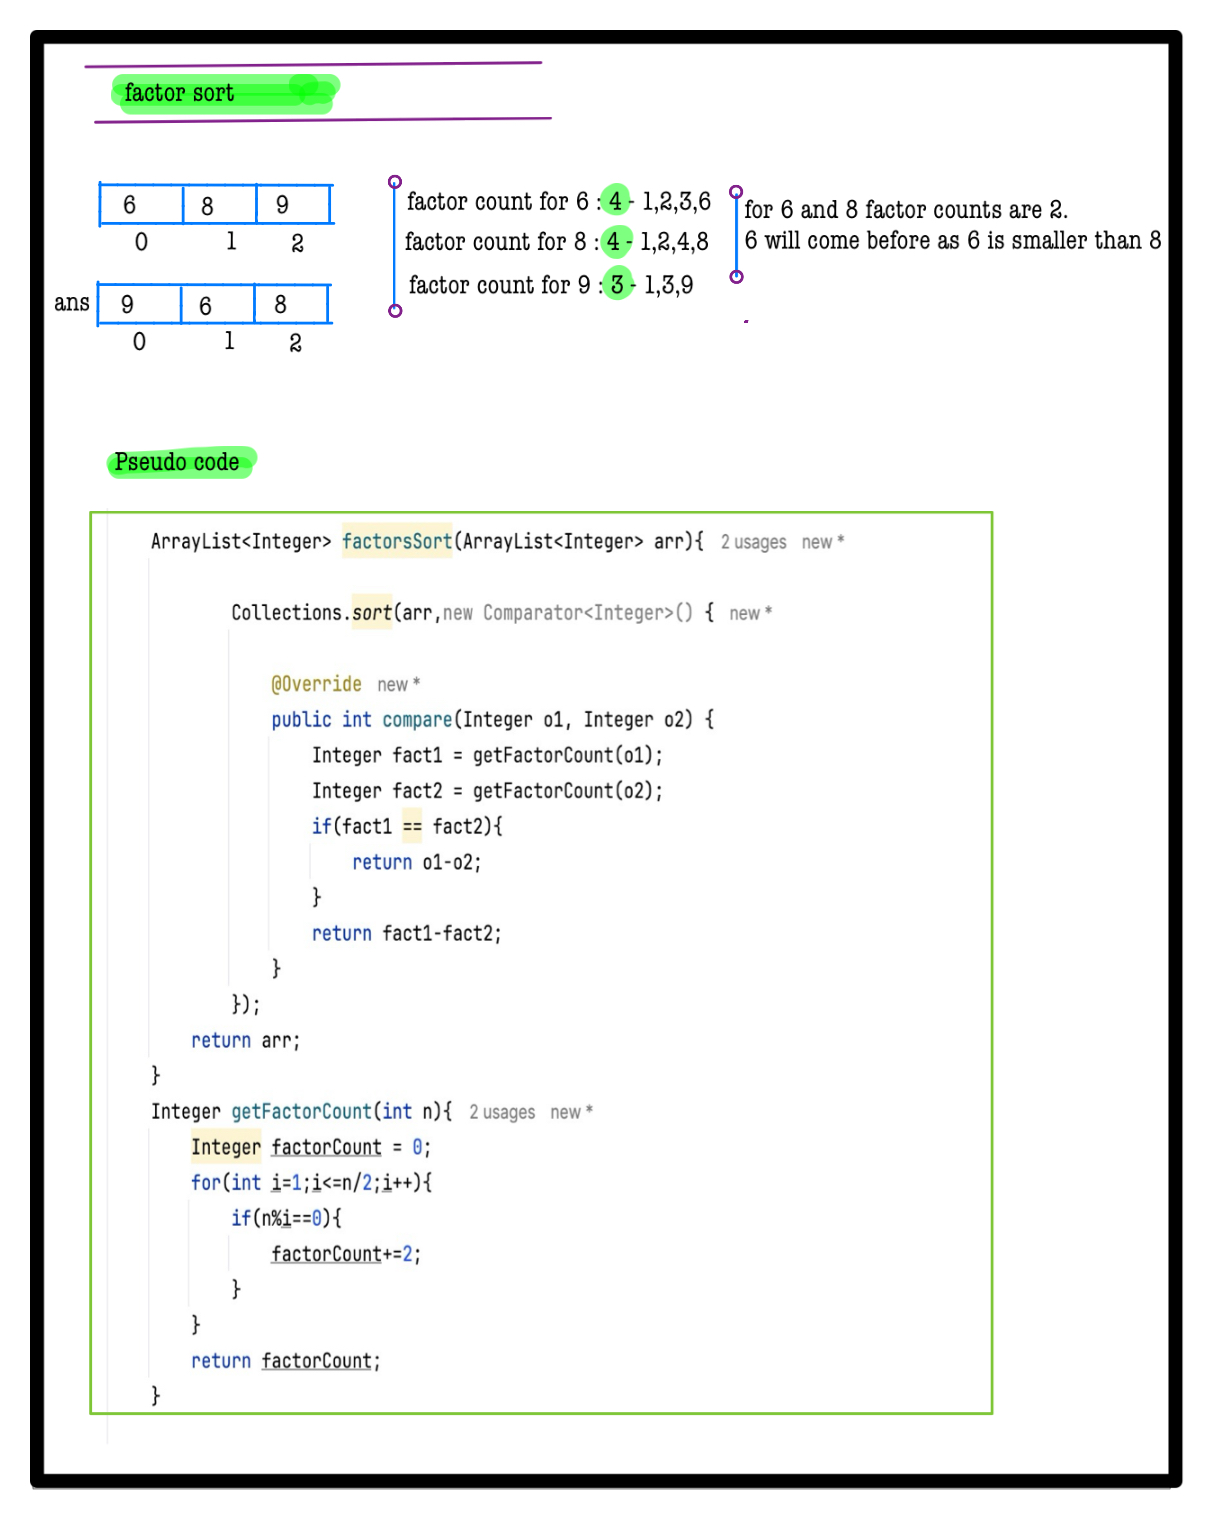 factor sort
6 8 9
0 1 2
ans 9 6 8
0 1 2
factor count for 6 : 4 - 1,2,3,6
factor count for 8 : 4 - 1,2,4,8
factor count for 9 : 3 - 1,3,9
for 6 and 8 factor counts are 2.
6 will come before as 6 is smaller than 8
Pseudo code
ArrayList<Integer> factorsSort(ArrayList<Integer> arr){ 2 usages new *
Collections.sort(arr,new Comparator<Integer>() { new *
@Override new *
public int compare(Integer o1, Integer o2) {
Integer fact1 = getFactorCount(o1);
Integer fact2 = getFactorCount(o2);
if(fact1 == fact2){
return o1-o2;
}
return fact1-fact2;
}
});
return arr;
}
Integer getFactorCount(int n){ 2 usages new *
Integer factorCount = 0;
for(int i=1;i<=n/2;i++){
if(n%i==0){
factorCount+=2;
}
}
return factorCount;
}